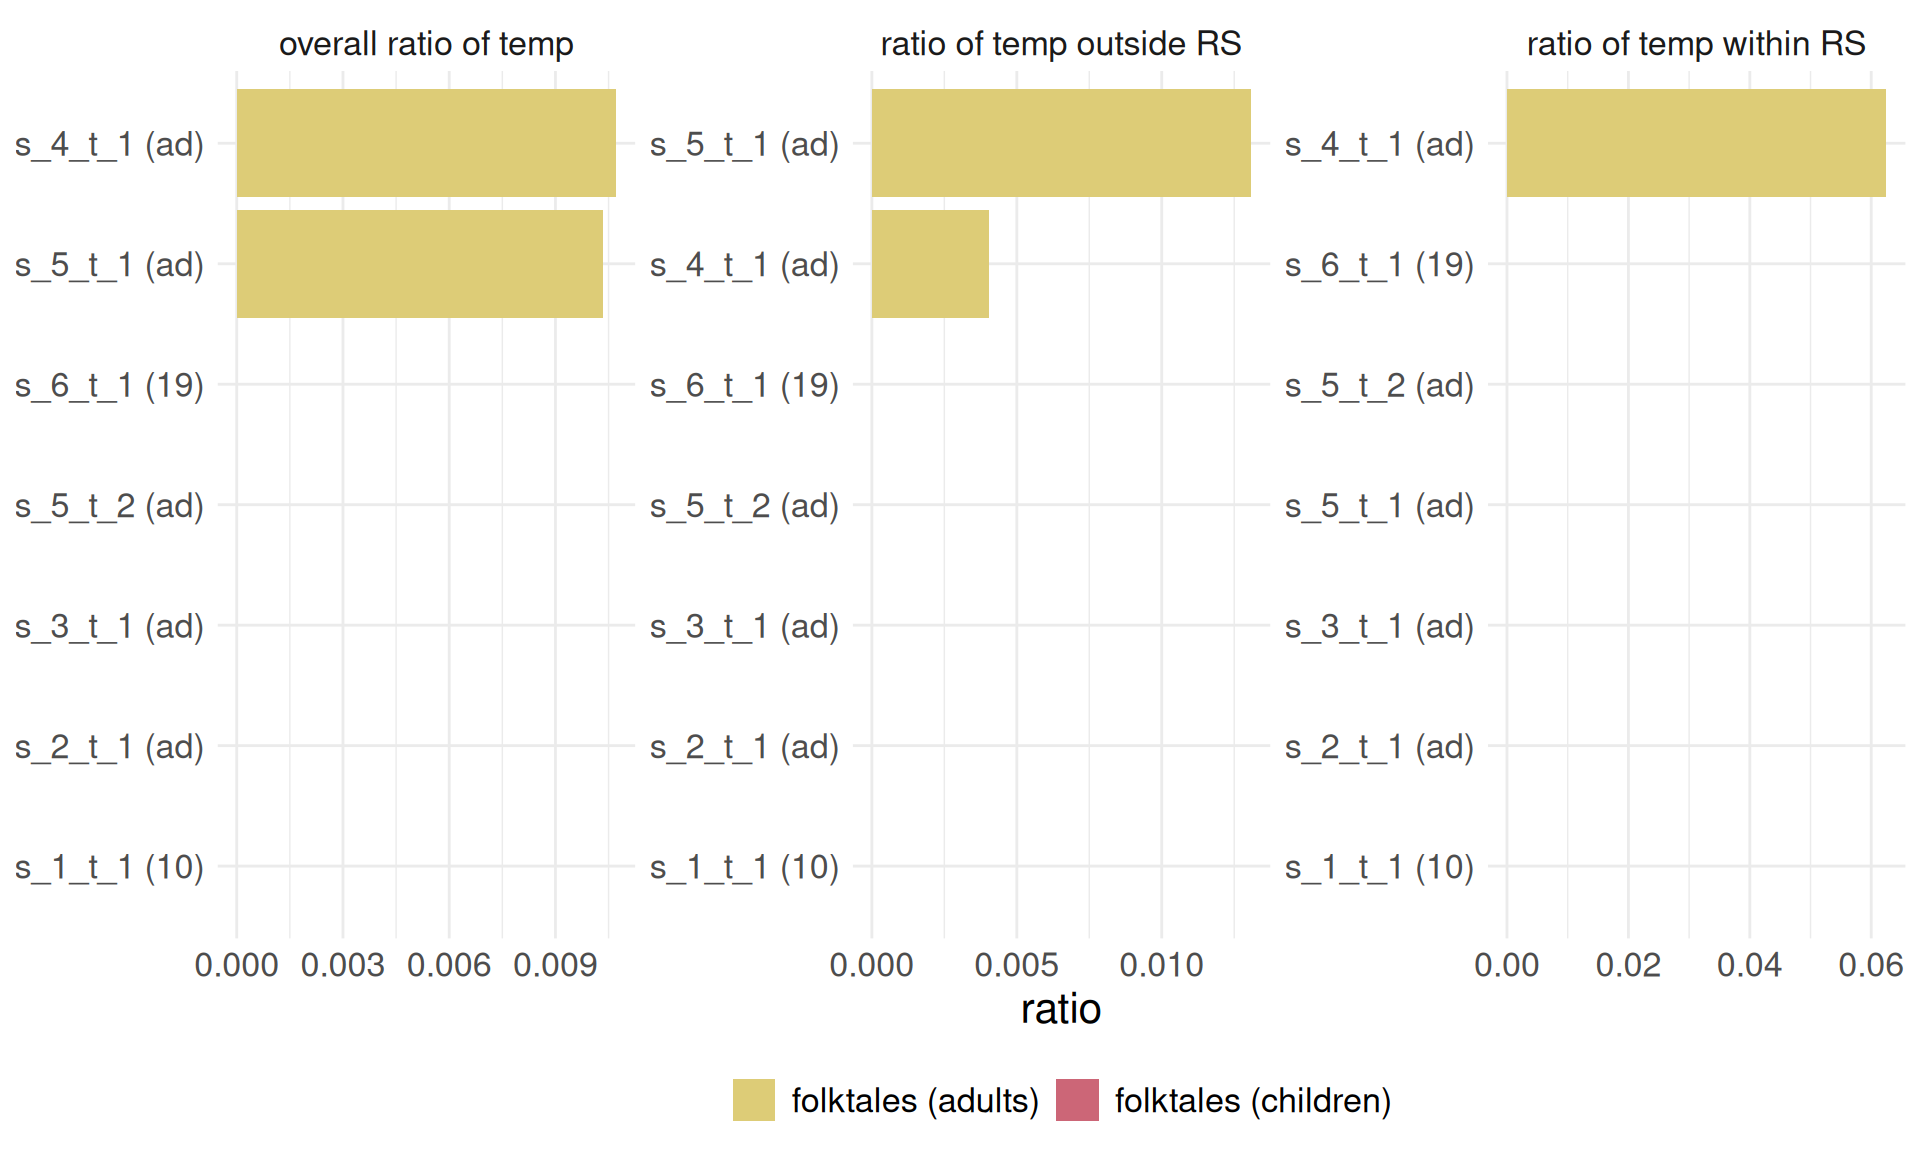 overall ratio of temp
ratio of temp outside RS
ratio of temp within RS
s_4_t_1 (ad)
s_5_t_1 (ad)
s_6_t_1 (19)
s_5_t_2 (ad)
s_3_t_1 (ad)
s_2_t_1 (ad)
s_1_t_1 (10)
0.000 0.003 0.006 0.009
s_5_t_1 (ad)
s_4_t_1 (ad)
s_6_t_1 (19)
s_5_t_2 (ad)
s_3_t_1 (ad)
s_2_t_1 (ad)
s_1_t_1 (10)
0.000 0.005 0.010
s_4_t_1 (ad)
s_6_t_1 (19)
s_5_t_2 (ad)
s_5_t_1 (ad)
s_3_t_1 (ad)
s_2_t_1 (ad)
s_1_t_1 (10)
0.00 0.02 0.04 0.06
ratio
folktales (adults) folktales (children)